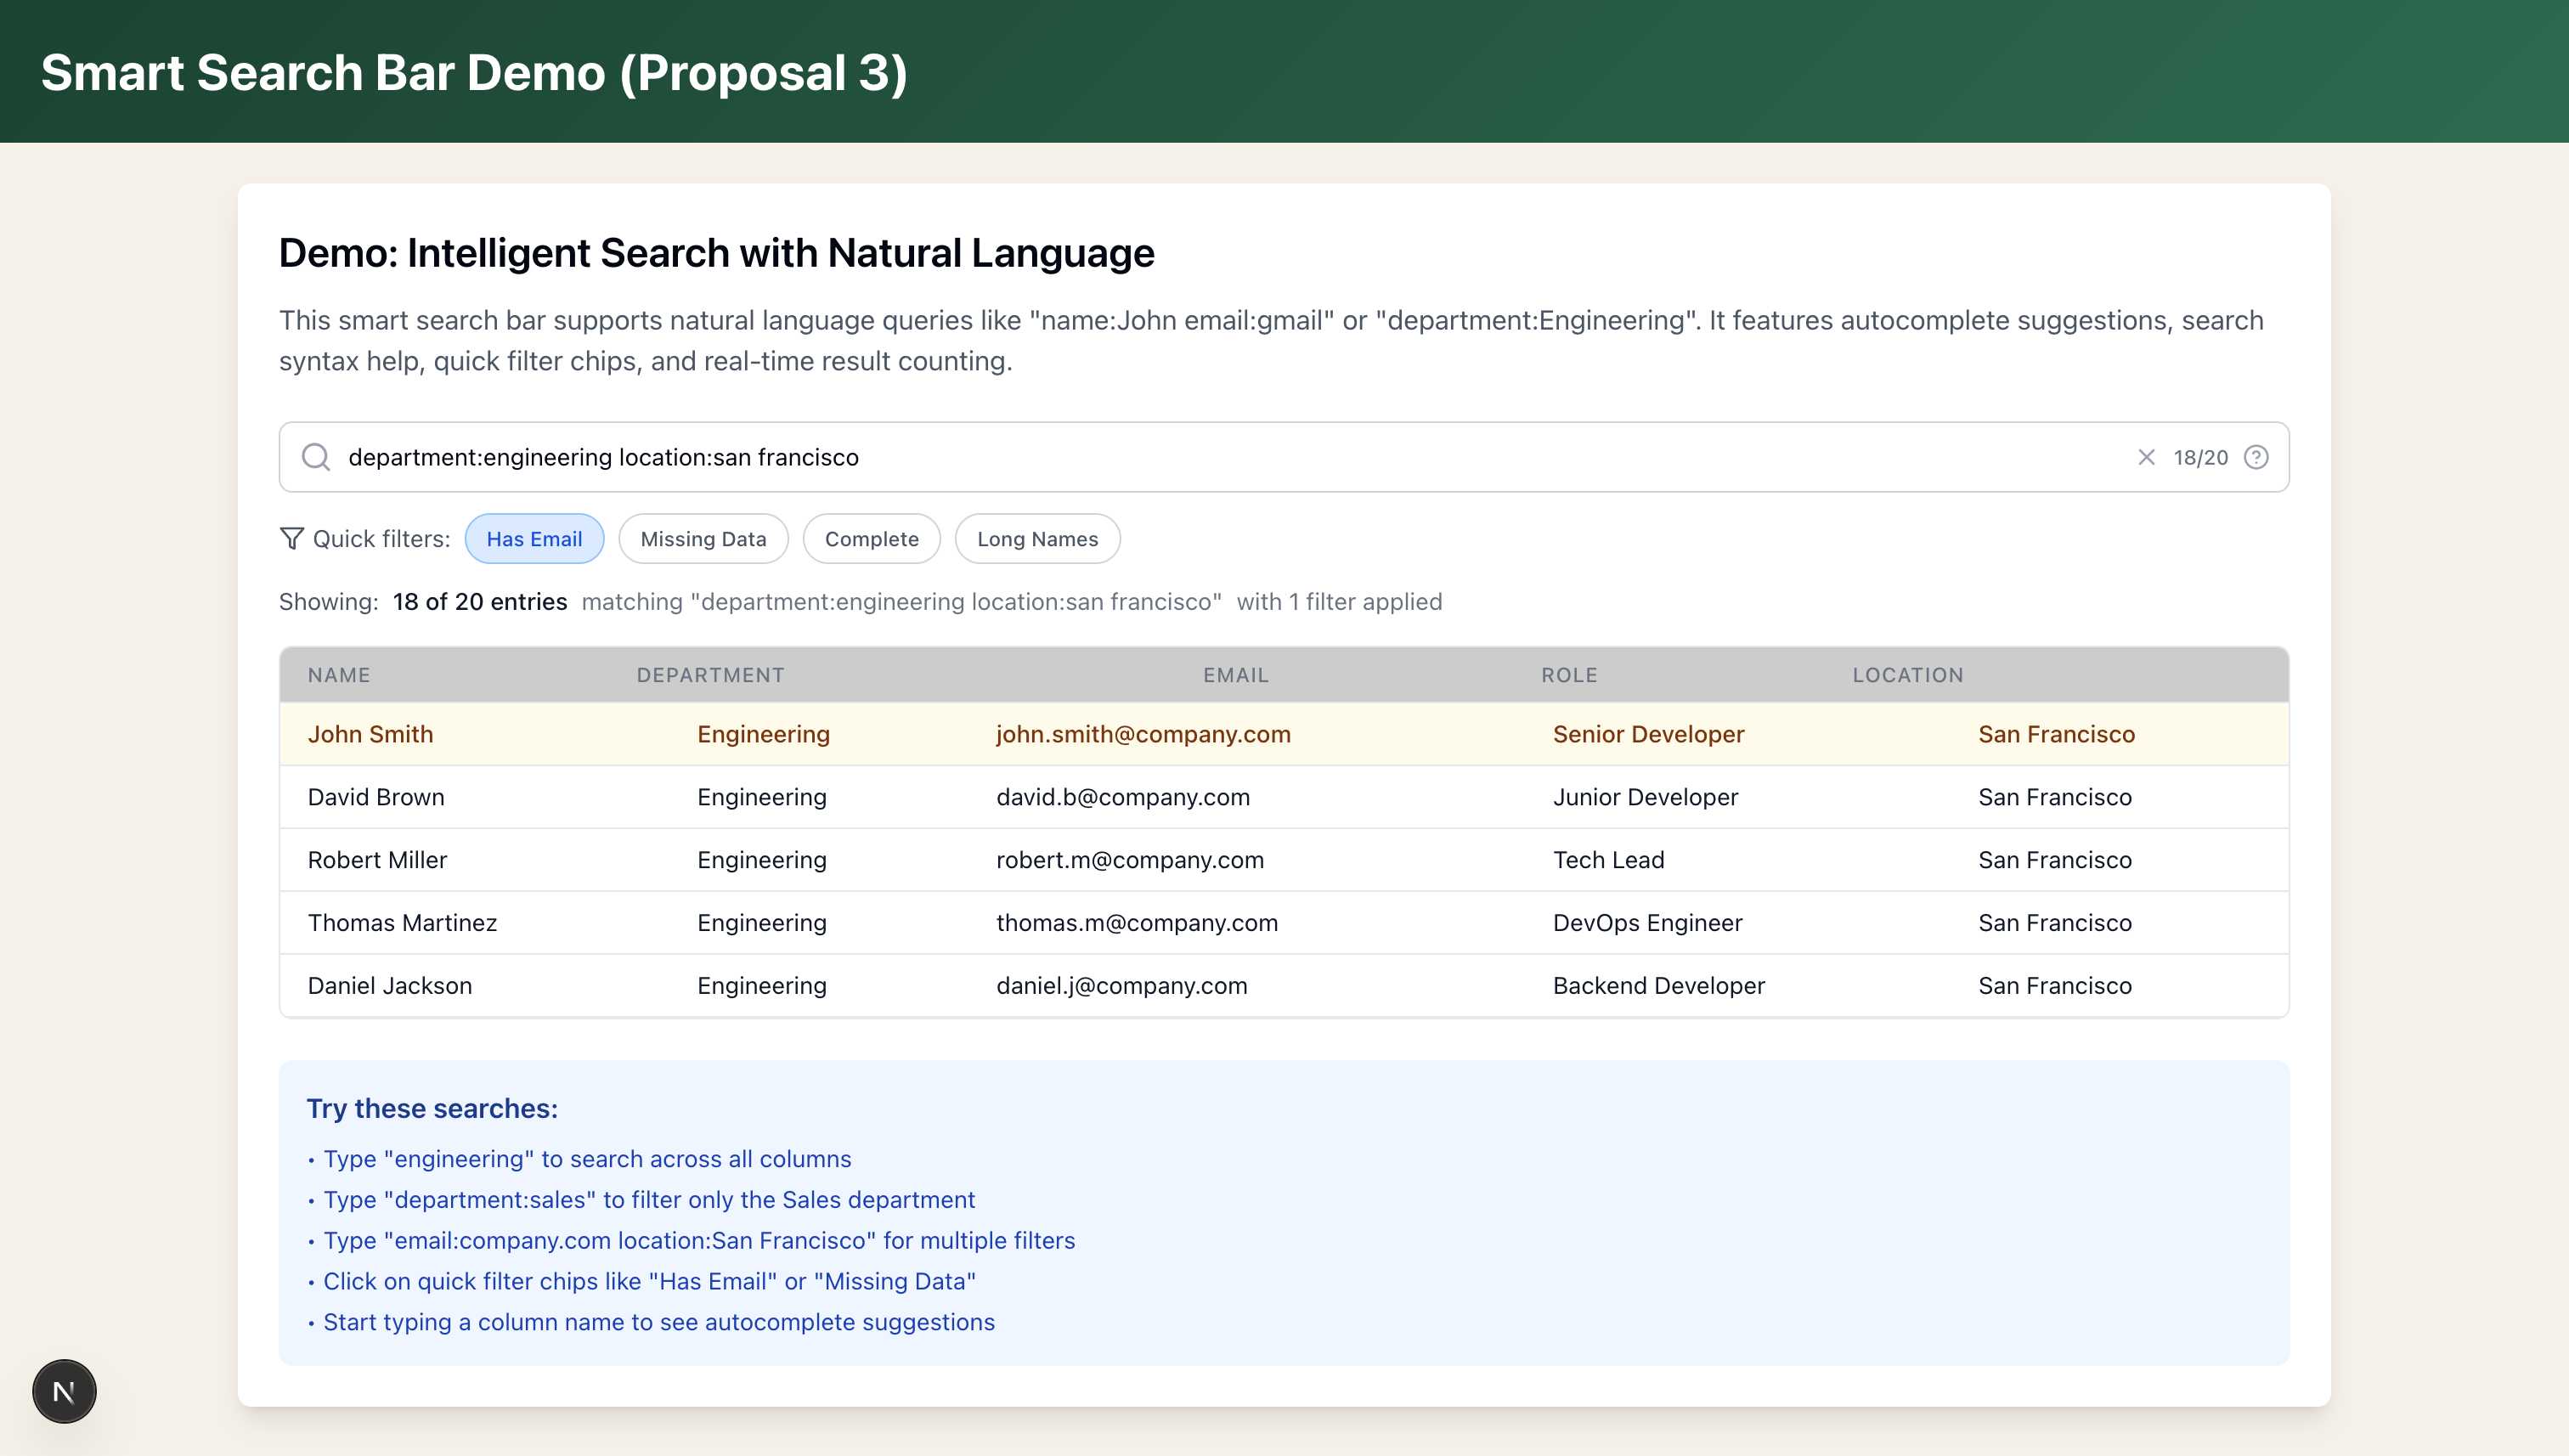 Smart Search Bar Demo (Proposal 3)
Demo: Intelligent Search with Natural Language
This smart search bar supports natural language queries like "name:John email:gmail" or "department:Engineering". It features autocomplete suggestions, search
syntax help, quick filter chips, and real-time result counting.
department:engineering location:san francisco 18/20 ?
Quick filters: Has Email Missing Data Complete Long Names
Showing: 18 of 20 entries matching "department:engineering location:san francisco" with 1 filter applied
NAME DEPARTMENT EMAIL ROLE LOCATION
John Smith Engineering john.smith@company.com Senior Developer San Francisco
David Brown Engineering david.b@company.com Junior Developer San Francisco
Robert Miller Engineering robert.m@company.com Tech Lead San Francisco
Thomas Martinez Engineering thomas.m@company.com DevOps Engineer San Francisco
Daniel Jackson Engineering daniel.j@company.com Backend Developer San Francisco
Try these searches:
• Type "engineering" to search across all columns
• Type "department:sales" to filter only the Sales department
• Type "email:company.com location:San Francisco" for multiple filters
• Click on quick filter chips like "Has Email" or "Missing Data"
• Start typing a column name to see autocomplete suggestions
N